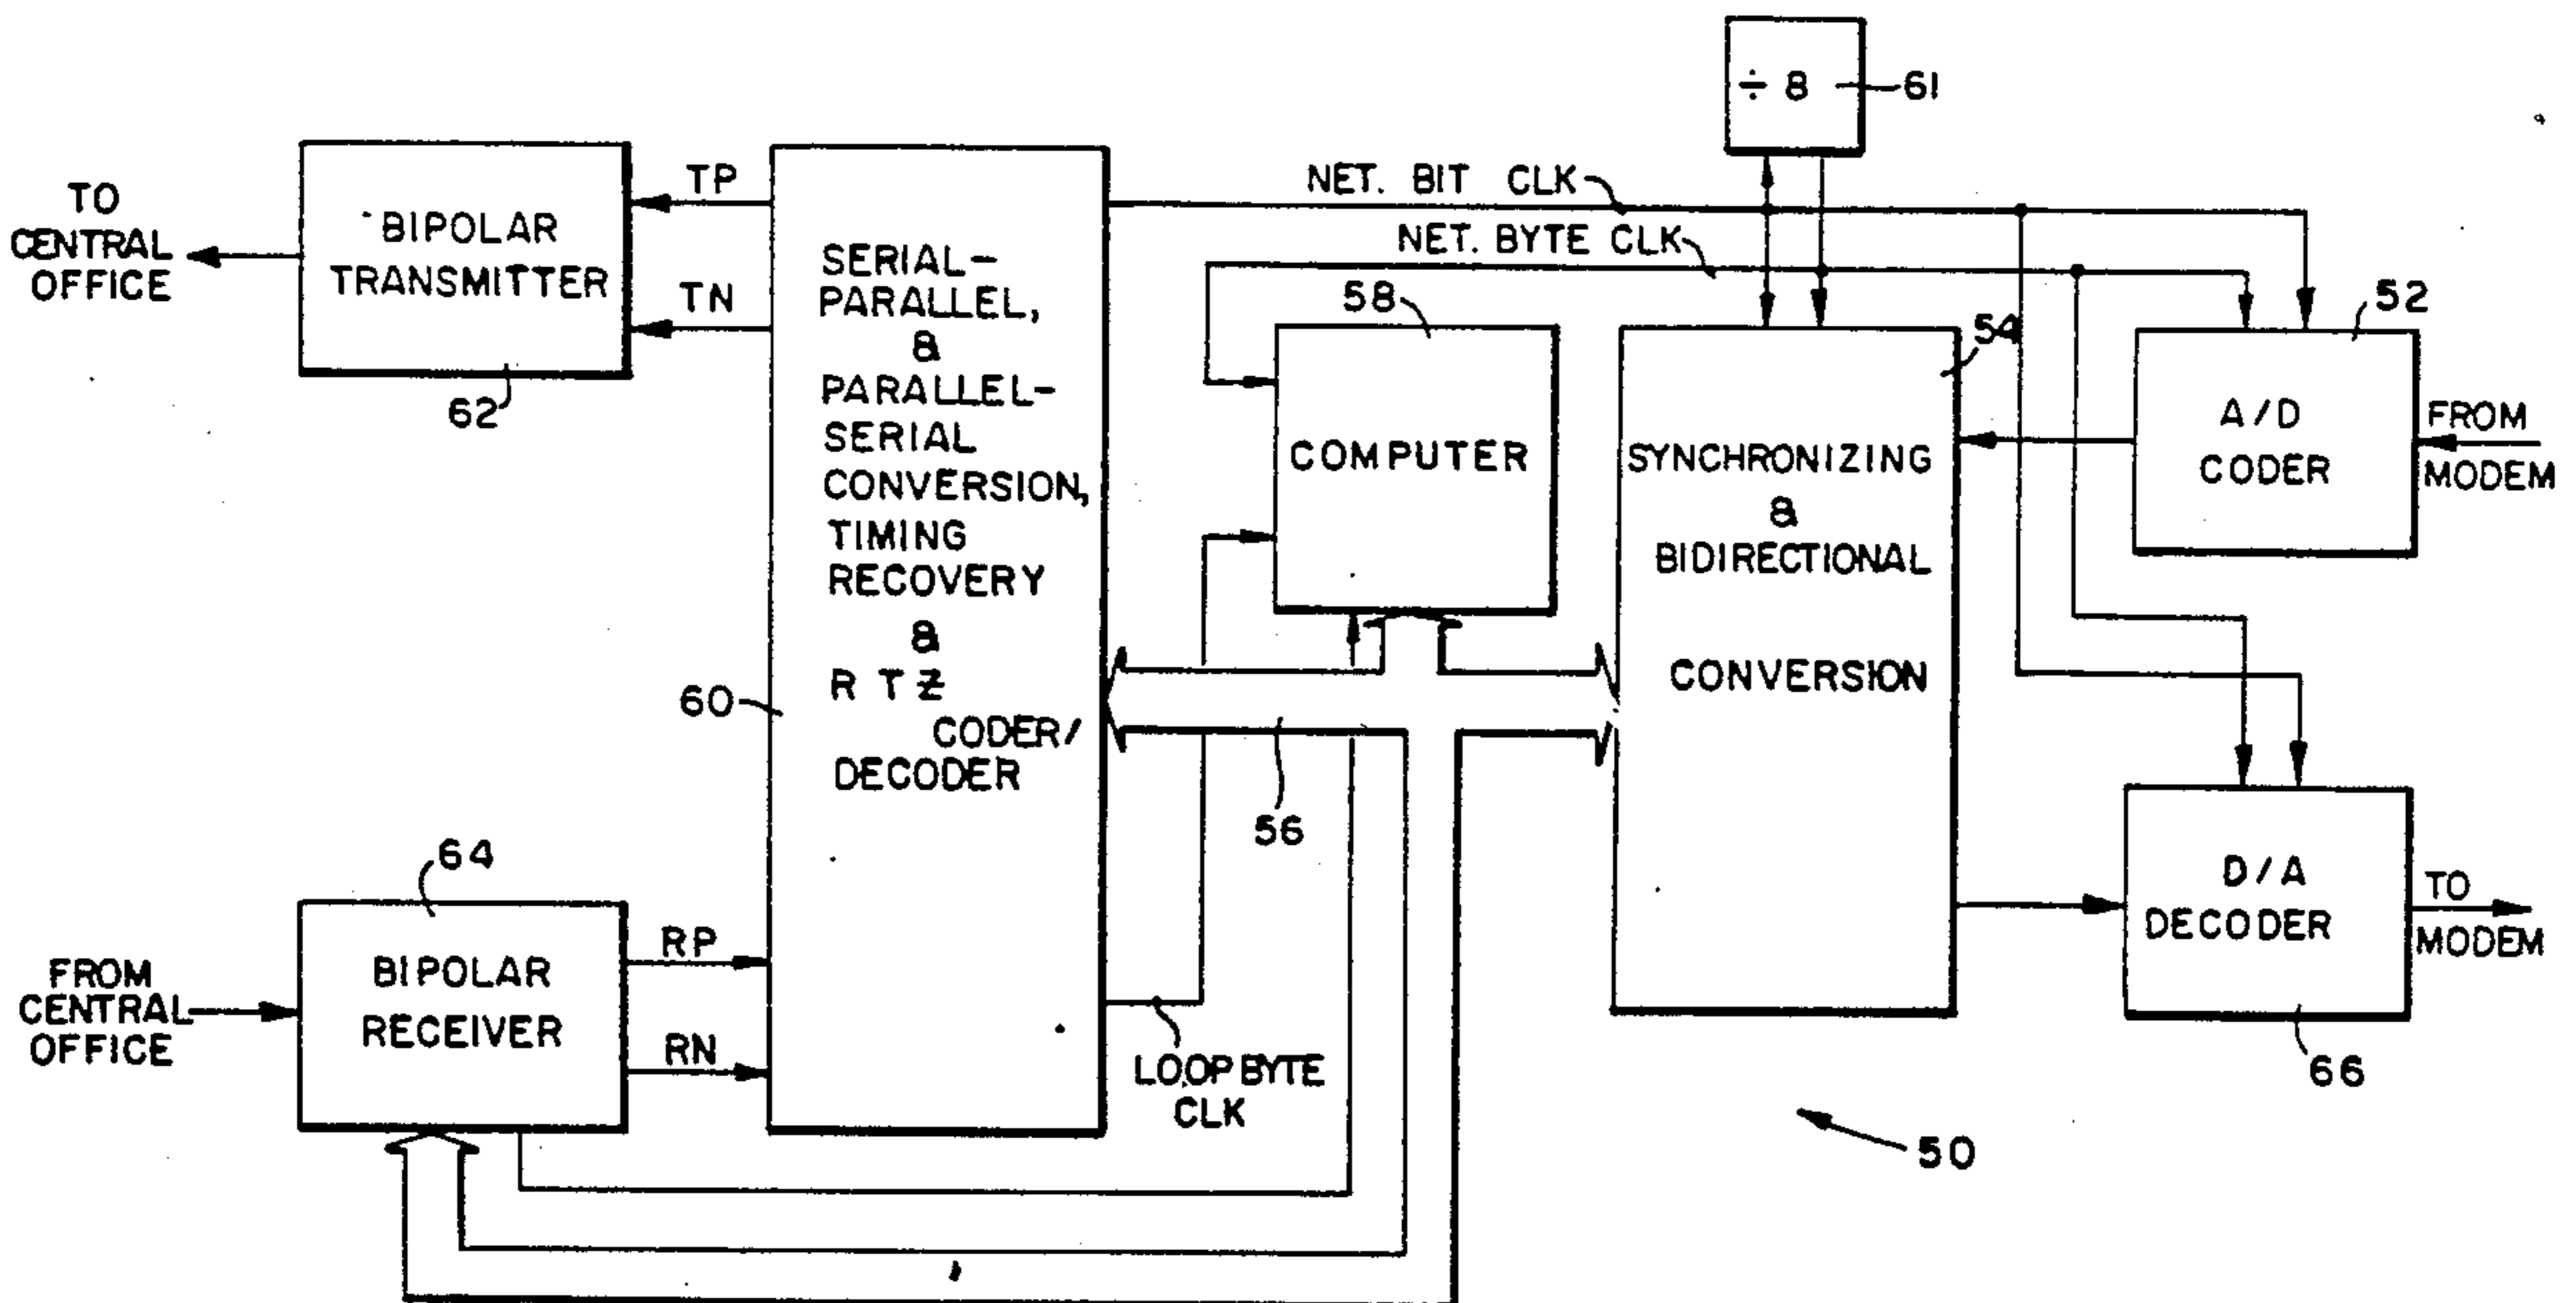 ÷ 8
61
NET. BIT CLK
NET. BYTE CLK
TO
CENTRAL
OFFICE
BIPOLAR
TRANSMITTER
62
TP
TN
SERIAL-
PARALLEL,
&
PARALLEL-
SERIAL
CONVERSION,
TIMING
RECOVERY
&
RTZ
CODER/
DECODER
60
58
COMPUTER
54
SYNCHRONIZING
&
BIDIRECTIONAL
CONVERSION
52
A/D
CODER
FROM
MODEM
56
64
FROM
CENTRAL
OFFICE
BIPOLAR
RECEIVER
RP
RN
LOOP BYTE
CLK
D/A
DECODER
TO
MODEM
66
50